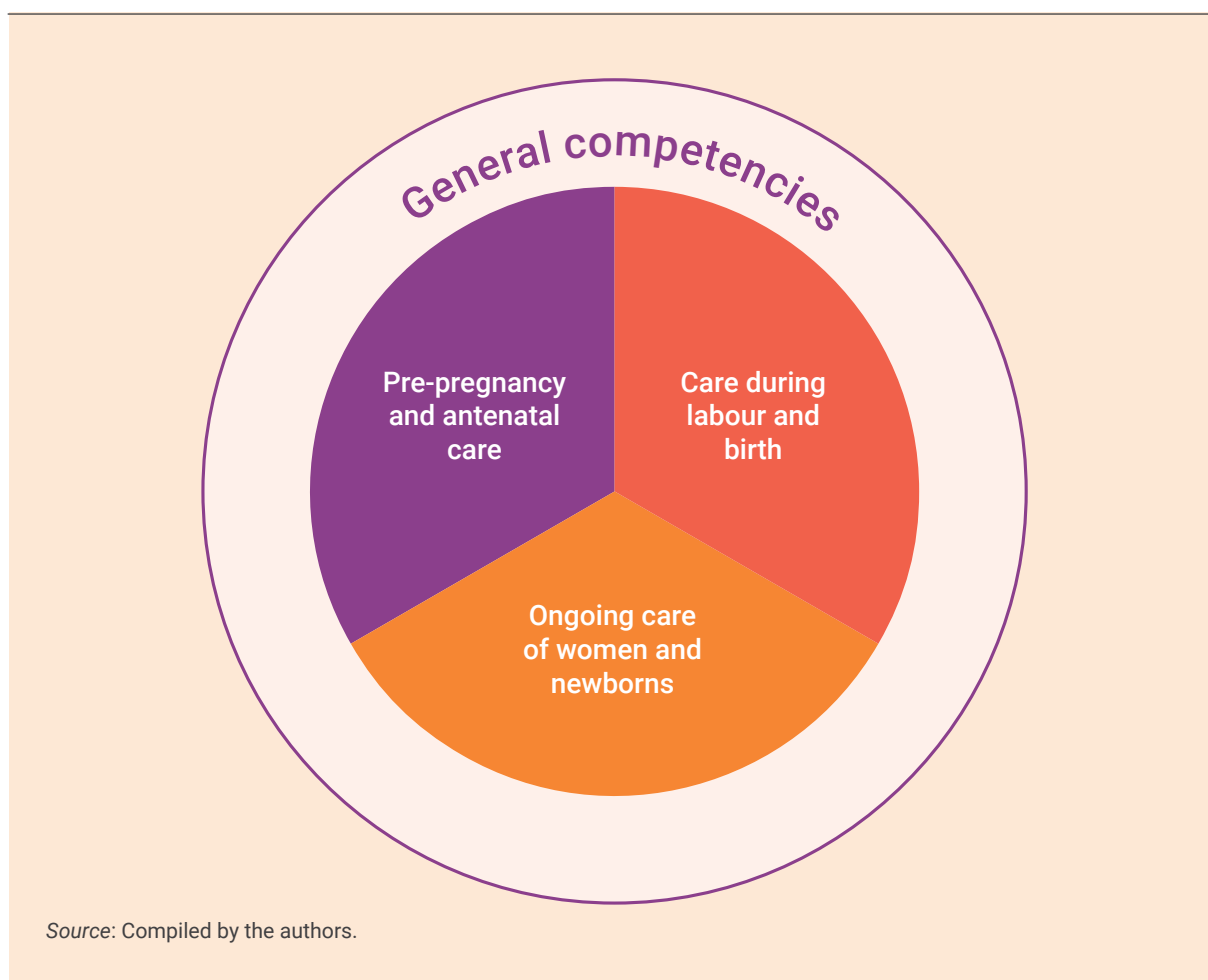 General competencies
Pre-pregnancy
and antenatal
care
Care during
labour and
birth
Ongoing care
of women and
newborns
Source: Compiled by the authors.